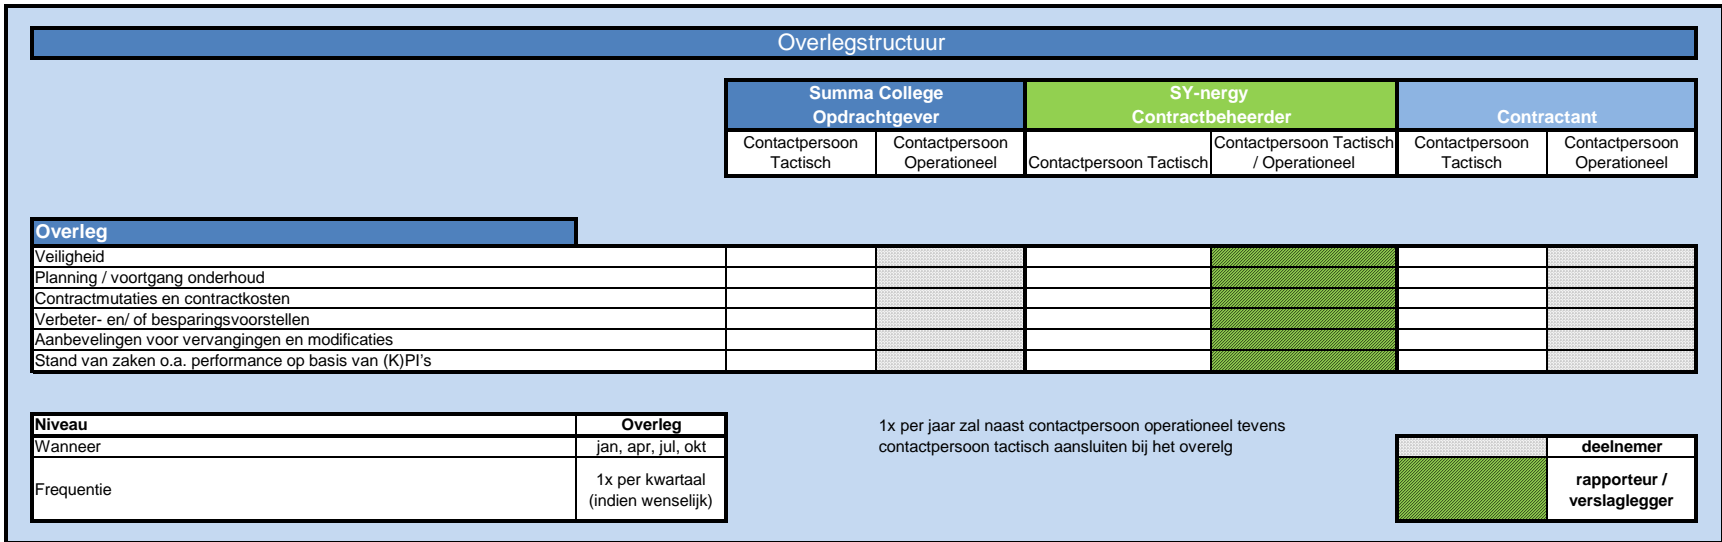 Overlegstructuur
Summa College
Opdrachtgever
SY-nergy
Contractbeheerder
Contractant
Contactpersoon
Tactisch
Contactpersoon
Operationeel
Contactpersoon Tactisch
Contactpersoon Tactisch
/ Operationeel
Contactpersoon
Tactisch
Contactpersoon
Operationeel
Overleg
Veiligheid
Planning / voortgang onderhoud
Contractmutaties en contractkosten
Verbeter- en/ of besparingsvoorstellen
Aanbevelingen voor vervangingen en modificaties
Stand van zaken o.a. performance op basis van (K)PI's
Niveau
Overleg
Wanneer
jan, apr, jul, okt
Frequentie
1x per kwartaal
(indien wenselijk)
1x per jaar zal naast contactpersoon operationeel tevens
contactpersoon tactisch aansluiten bij het overelg
deelnemer
rapporteur /
verslaglegger